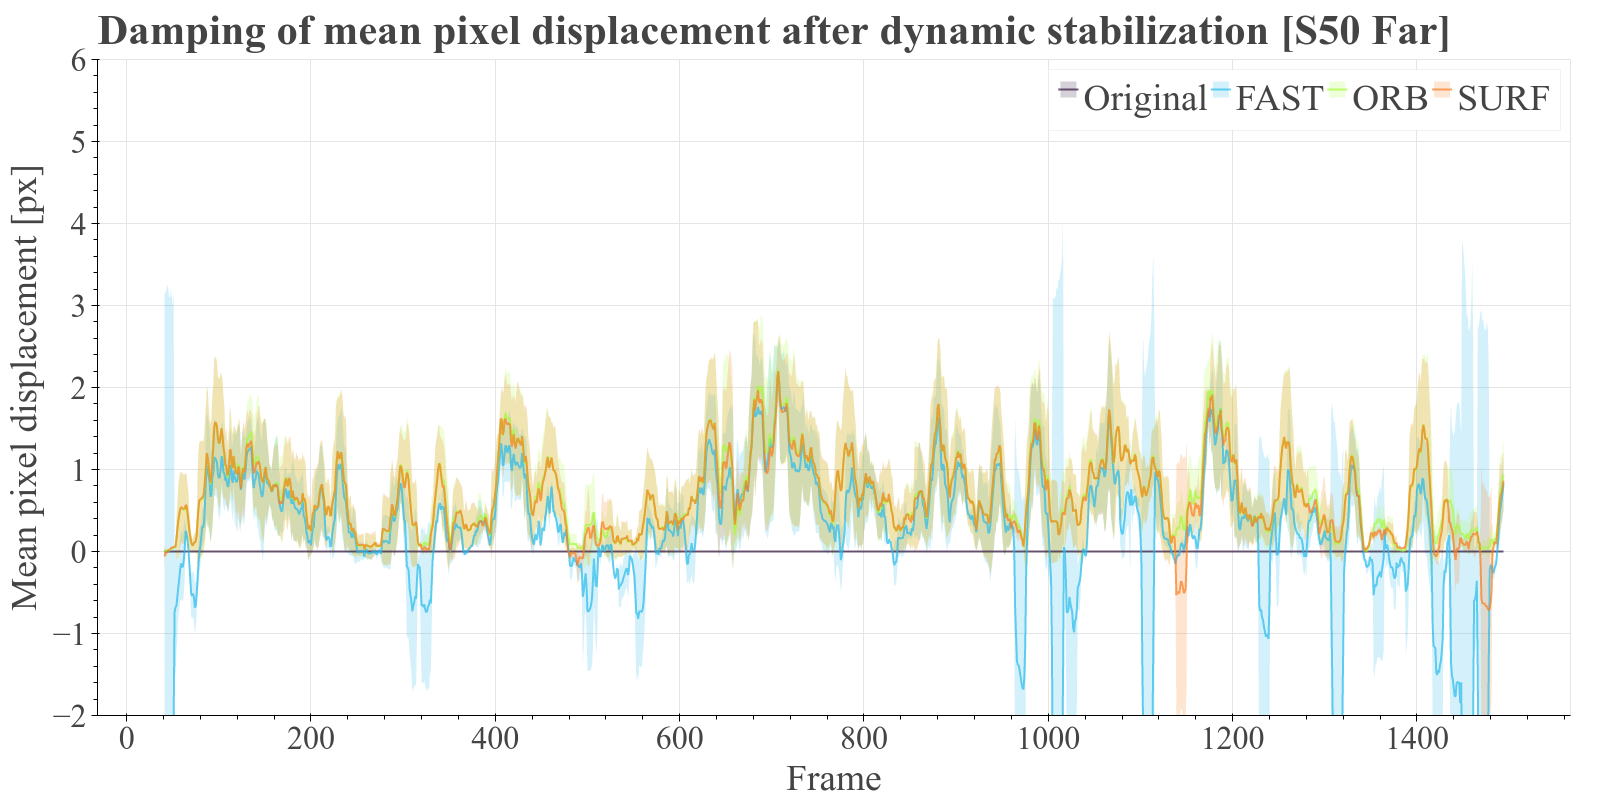 Damping of mean pixel displacement after dynamic stabilization [S50 Far]
Original FAST ORB SURF
Mean pixel displacement [px]
6
5
4
3
2
1
0
−1
−2
0 200 400 600 800 1000 1200 1400
Frame